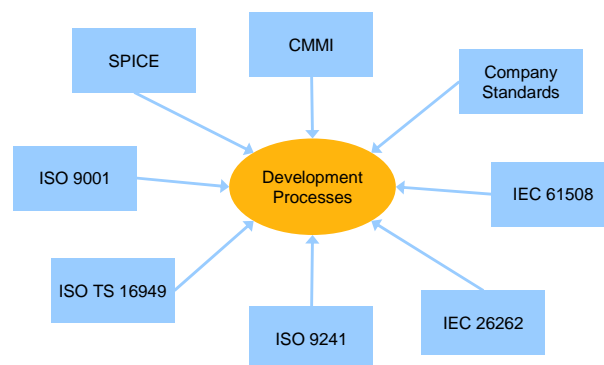 CMMI
SPICE
Company
Standards
ISO 9001
Development
Processes
IEC 61508
ISO TS 16949
ISO 9241
IEC 26262